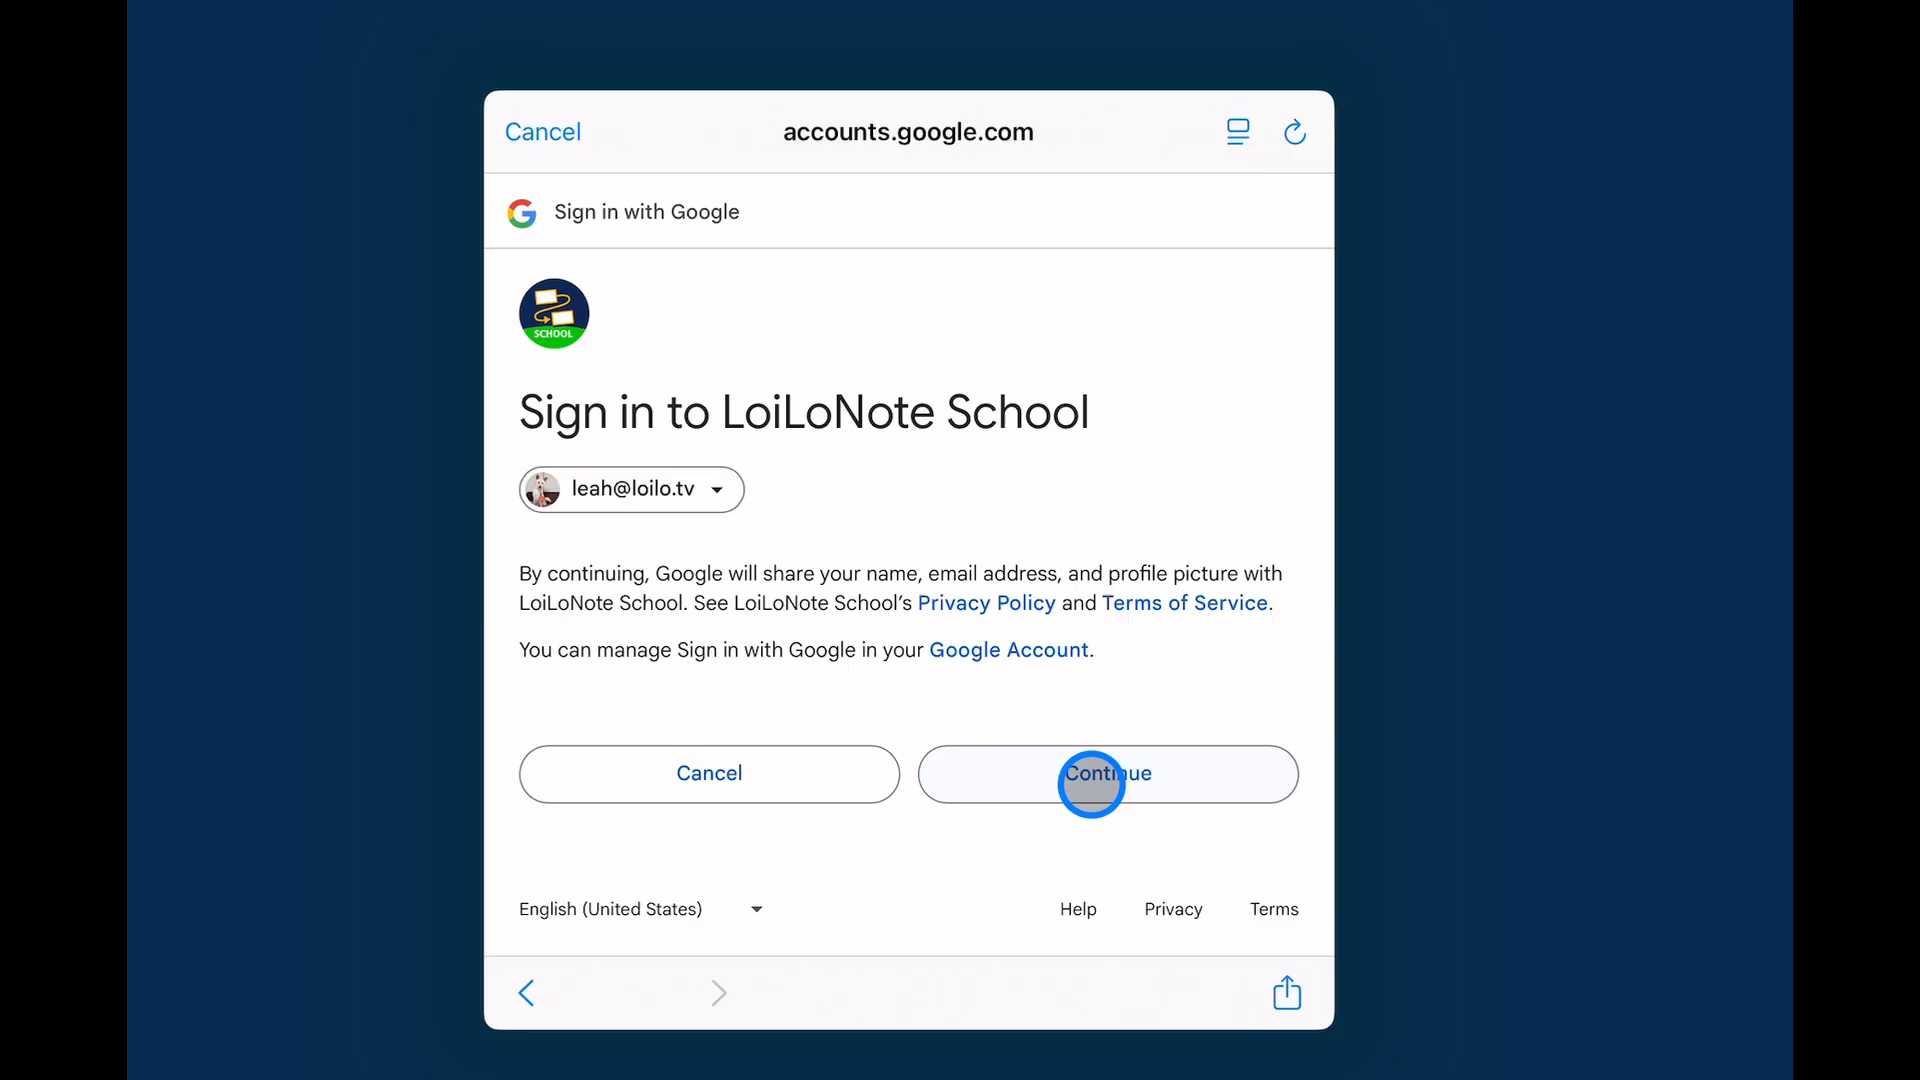 Cancel
accounts.google.com
Sign in with Google
SCHOOL
Sign in to LoiLoNote School
leah@loilo.tv
By continuing, Google will share your name, email address, and profile picture with
LoiLoNote School. See LoiLoNote School’s Privacy Policy and Terms of Service.
You can manage Sign in with Google in your Google Account.
Cancel
Continue
English (United States)
Help
Privacy
Terms